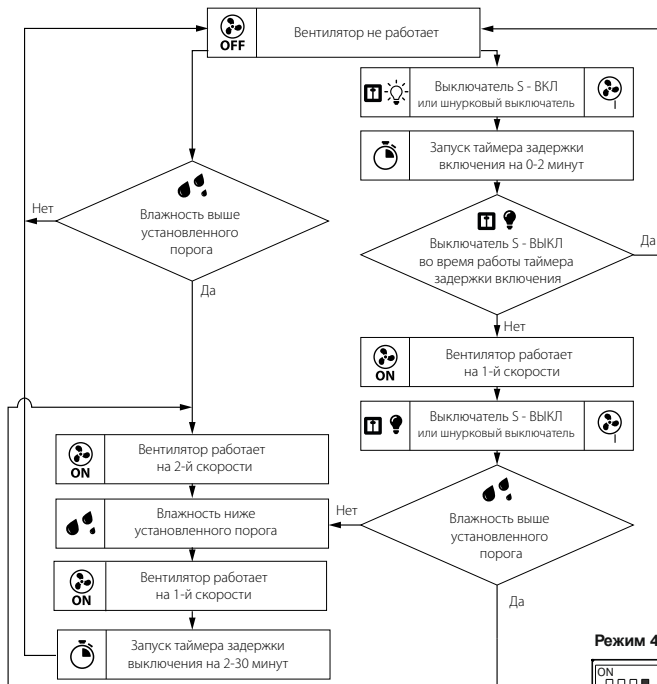 OFF
Вентилятор не работает
Выключатель S - ВКЛ
или шнурковый выключатель
Запуск таймера задержки
включения на 0-2 минут
Нет
Влажность выше
установленного
порога
Да
Выключатель S - ВЫКЛ
во время работы таймера
задержки включения
Да
Нет
ON
Вентилятор работает
на 1-й скорости
Выключатель S - ВЫКЛ
или шнурковый выключатель
ON
Вентилятор работает
на 2-й скорости
Влажность ниже
установленного порога
Нет
Влажность выше
установленного
порога
Да
ON
Вентилятор работает
на 1-й скорости
Запуск таймера задержки
выключения на 2-30 минут
Режим 4
ON